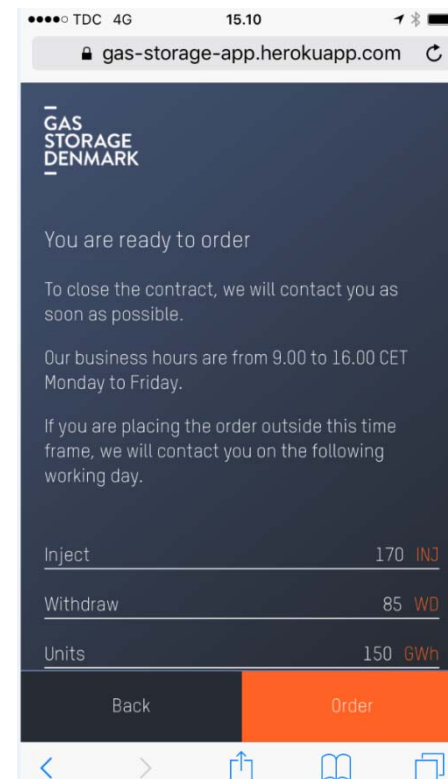 TDC 4G 15.10
gas-storage-app.herokuapp.com
GAS
STORAGE
DENMARK
You are ready to order
To close the contract, we will contact you as
soon as possible.
Our business hours are from 9.00 to 16.00 CET
Monday to Friday.
If you are placing the order outside this time
frame, we will contact you on the following
working day.
Inject 170 INJ
Withdraw 85 WD
Units 150 GWh
Back Order